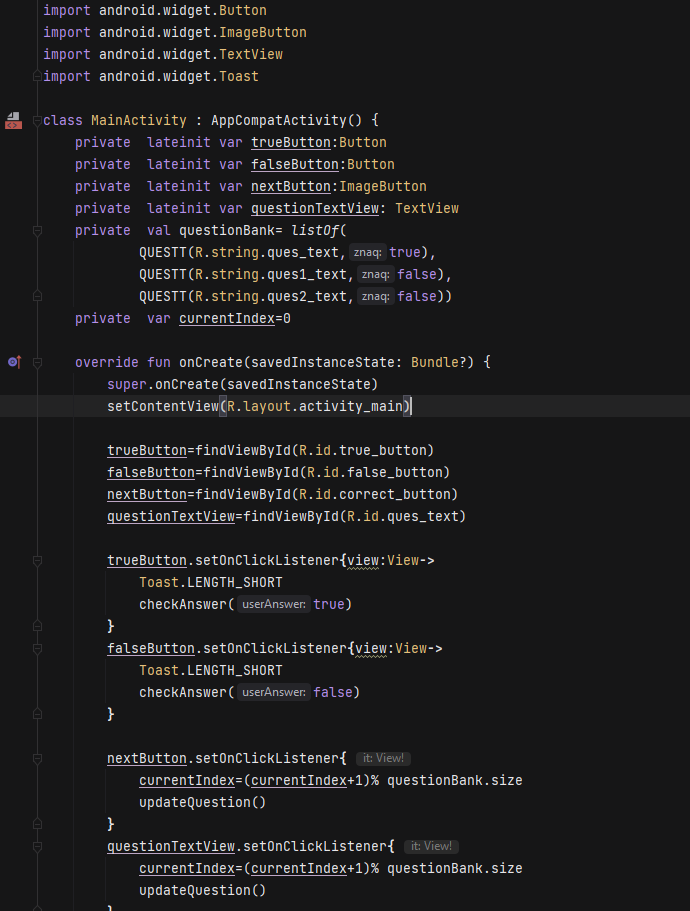 import android.widget.Button
import android.widget.ImageButton
import android.widget.TextView
import android.widget.Toast
class MainActivity : AppCompatActivity() {
private  lateinit var trueButton:Button
private  lateinit var falseButton:Button
private  lateinit var nextButton:ImageButton
private  lateinit var questionTextView: TextView
private  val questionBank= listOf(
QUESTT(R.string.ques_text, znaq: true),
QUESTT(R.string.ques1_text, znaq: false),
QUESTT(R.string.ques2_text, znaq: false))
private  var currentIndex=0
override fun onCreate(savedInstanceState: Bundle?) {
super.onCreate(savedInstanceState)
setContentView(R.layout.activity_main)
trueButton=findViewById(R.id.true_button)
falseButton=findViewById(R.id.false_button)
nextButton=findViewById(R.id.correct_button)
questionTextView=findViewById(R.id.ques_text)
trueButton.setOnClickListener{view:View->
Toast.LENGTH_SHORT
checkAnswer( userAnswer: true)
}
falseButton.setOnClickListener{view:View->
Toast.LENGTH_SHORT
checkAnswer( userAnswer: false)
}
nextButton.setOnClickListener{ it: View!
currentIndex=(currentIndex+1)% questionBank.size
updateQuestion()
}
questionTextView.setOnClickListener{ it: View!
currentIndex=(currentIndex+1)% questionBank.size
updateQuestion()
}